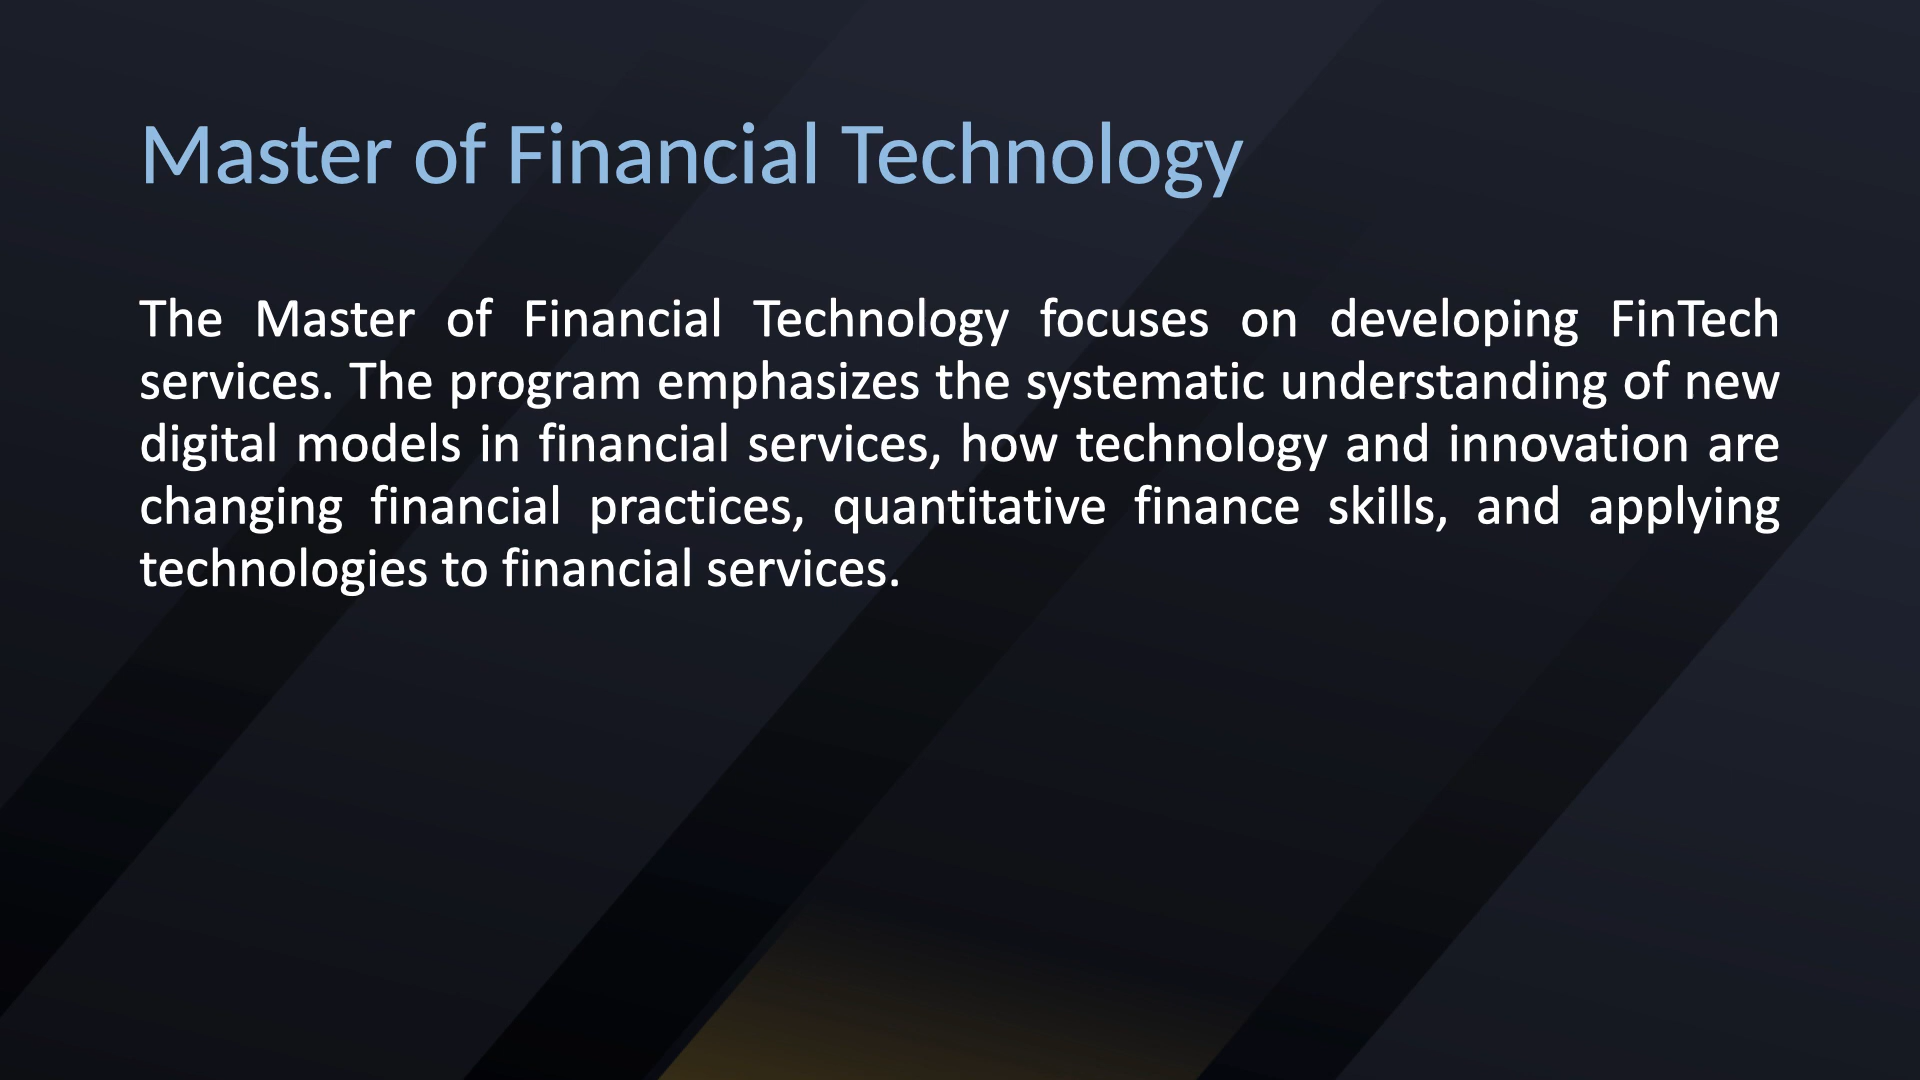 Master of Financial Technology
The Master of Financial Technology focuses on developing FinTech
services. The program emphasizes the systematic understanding of new
digital models in financial services, how technology and innovation are
changing financial practices, quantitative finance skills, and applying
technologies to financial services.